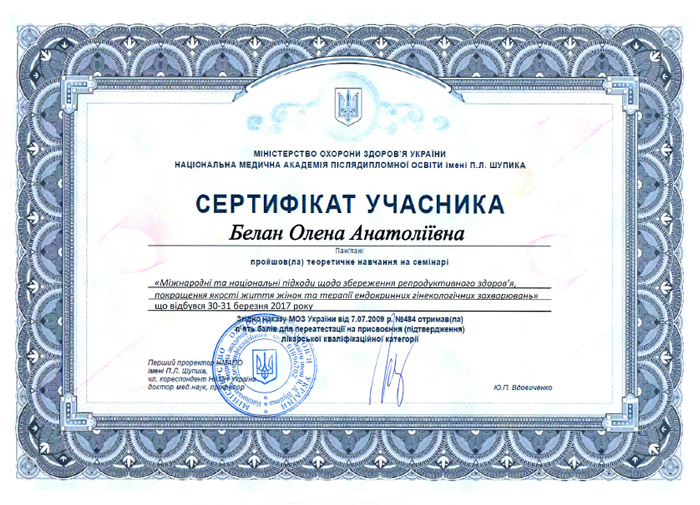 МІНІСТЕРСТВО ОХОРОНИ ЗДОРОВ'Я УКРАЇНИ
НАЦІОНАЛЬНА МЕДИЧНА АКАДЕМІЯ ПІСЛЯДИПЛОМНОЇ ОСВІТИ імені П.Л. ШУПИКА
СЕРТИФІКАТ УЧАСНИКА
Белан Олена Анатоліївна
Пан/пані
пройшов(ла) теоретичне навчання на семінарі
«Міжнародні та національні підходи щодо збереження репродуктивного здоров'я,
покращення якості життя жінок та терапії ендокринних гінекологічних захворювань»
що відбувся 30-31 березня 2017 року
Згідно наказу МОЗ України від 7.07.2009 р. №484 отримав(ла)
п'ять балів для переатестації на присвоєння (підтвердження)
лікарської кваліфікаційної категорії
Перший проректор НМАПО
імені П.Л. Шупика,
чл. кореспондент НАМН України
доктор мед.наук, професор
Ю.П. Вдовиченко